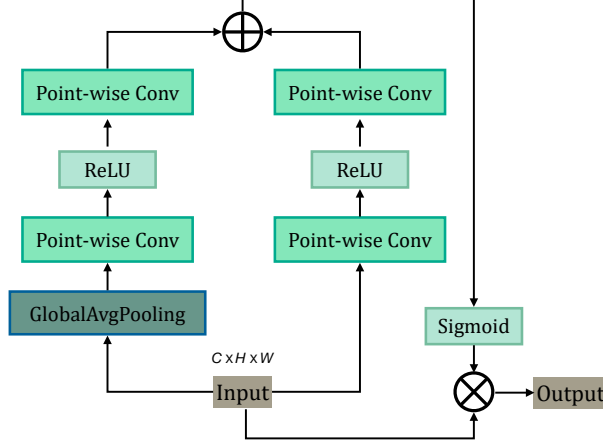 Point-wise Conv
Point-wise Conv
ReLU
ReLU
Point-wise Conv
Point-wise Conv
GlobalAvgPooling
Sigmoid
C x H x W
Input
Output